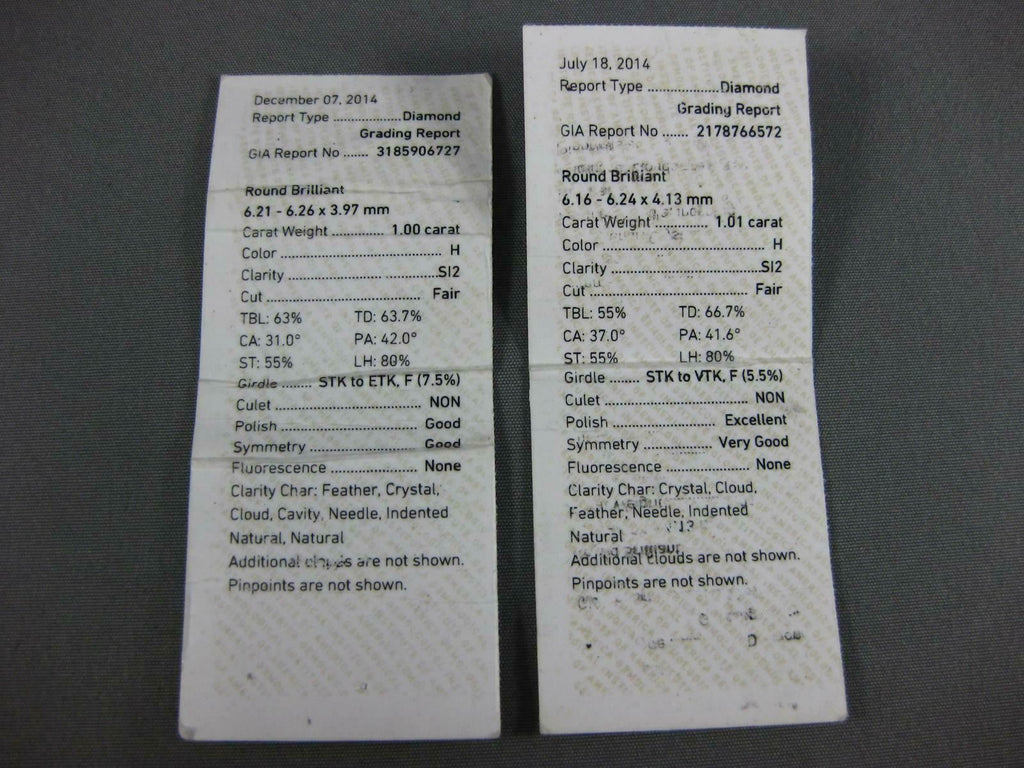 December 07, 2014
Report Type ................... Diamond
Grading Report
GIA Report No ....... 3185906727
Round Brilliant
6.21 - 6.26 x 3.97 mm
Carat Weight ............... 1.00 carat
Color ................................................ H
Clarity ............................................SI2
Cut ............................................. Fair
TBL: 63% TD: 63.7%
CA: 31.0° PA: 42.0°
ST: 55% LH: 80%
Girdle ........ STK to ETK, F (7.5%)
Culet .......................................... NON
Polish ........................................ Good
Symmetry ............................... Good
Fluorescence ......................... None
Clarity Char: Feather, Crystal,
Cloud, Cavity, Needle, Indented
Natural, Natural
Additional clouds are not shown.
Pinpoints are not shown.
July 18, 2014
Report Type ....................Diamond
Grading Report
GIA Report No ....... 2178766572
Round Brilliant
6.16 - 6.24 x 4.13 mm
Carat Weight ............... 1.01 carat
Color ................................................ H
Clarity ............................................SI2
Cut ............................................. Fair
TBL: 55% TD: 66.7%
CA: 37.0° PA: 41.6°
ST: 55% LH: 80%
Girdle ........ STK to VTK, F (5.5%)
Culet .......................................... NON
Polish ............................. Excellent
Symmetry .................... Very Good
Fluorescence ........................ None
Clarity Char: Crystal, Cloud,
Feather, Needle, Indented
Natural
Additional clouds are not shown.
Pinpoints are not shown.